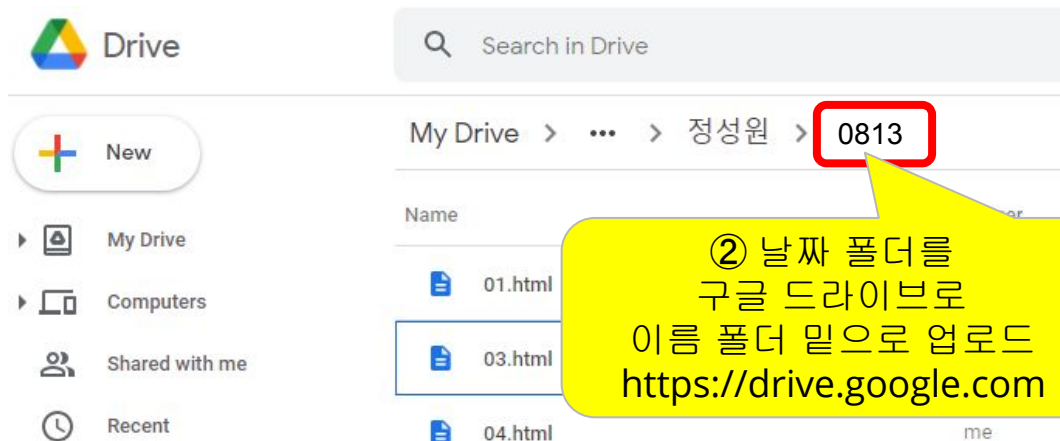 Drive
Search in Drive
My Drive > ••• > 정성원 > 0813
New
Name
My Drive
01.html
Computers
03.html
Shared with me
04.html
me
Recent
② 날짜 폴더를
구글 드라이브로
이름 폴더 밑으로 업로드
https://drive.google.com